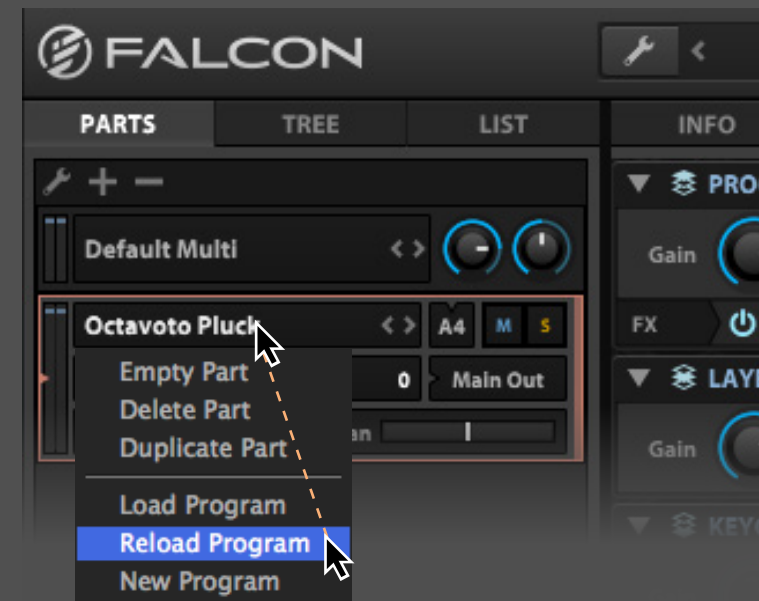 FALCON
PARTS TREE LIST INFO
Default Multi
Octavoto Pluck A4 M S
0 Main Out
an
Empty Part
Delete Part
Duplicate Part
Load Program
Reload Program
New Program
PRO
Gain
FX
LAY
Gain
KEY